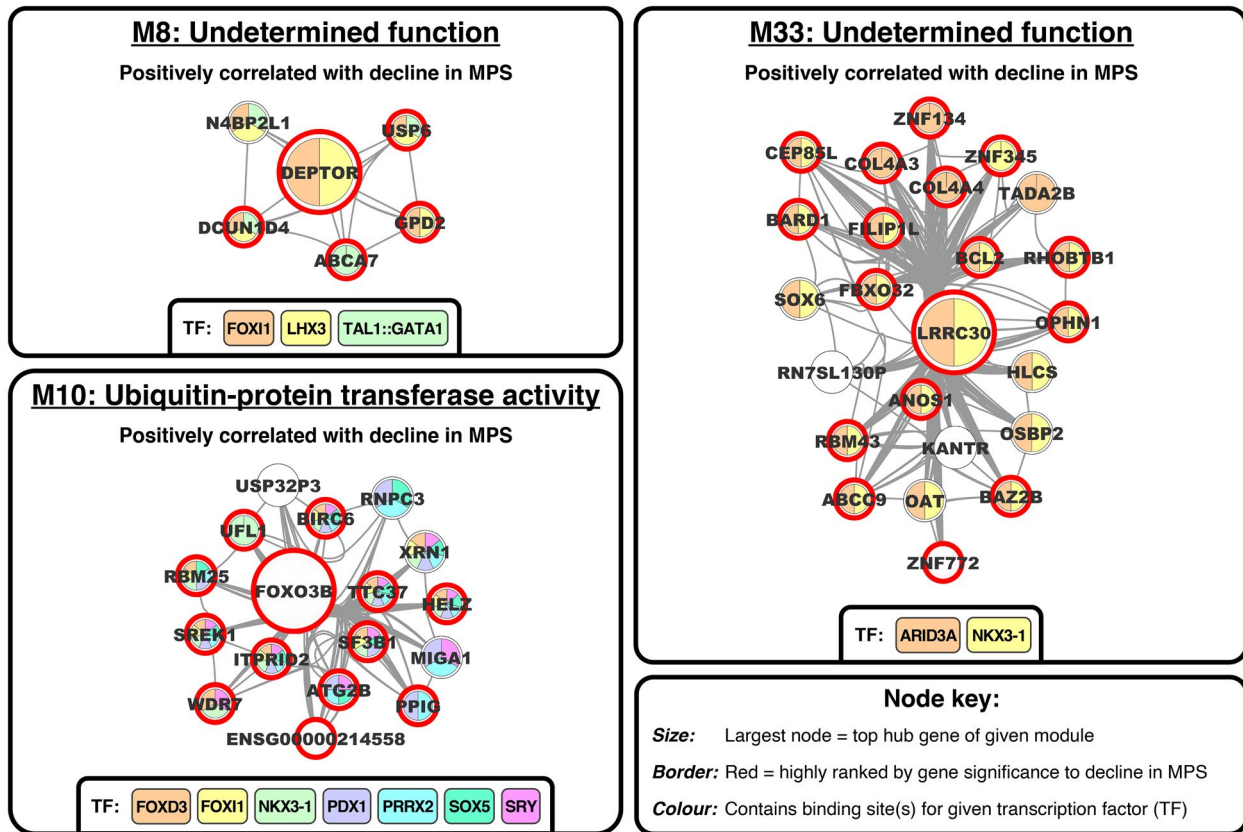 M8: Undetermined function
Positively correlated with decline in MPS
N4BP2L1
USP6
DEPTOR
DCUN1D4
GPD2
ABCA7
TF: FOXI1 LHX3 TAL1::GATA1
M10: Ubiquitin-protein transferase activity
Positively correlated with decline in MPS
USP32P3
RNPC3
BIRC6
UFL1
XRN1
RBM25
FOXO3B
TTC37
HELZ
SREK1
SF3B1
ITPRID2
MIGA1
ATG2B
WDR7
PPIG
ENSG00000214558
TF: FOXD3 FOXI1 NKX3-1 PDX1 PRRX2 SOX5 SRY
M33: Undetermined function
Positively correlated with decline in MPS
ZNF134
CEP85L
COL4A3
ZNF345
COL4A4
TADA2B
BARD1
FILIP1L
BCL2
RHOBTB1
FBXO32
SOX6
LRRC30
OPHN1
RN7SL130P
HLCS
ANOS1
RBM43
OSBP2
KANTR
ABCC9
OAT
BAZ2B
ZNF772
TF: ARID3A NKX3-1
Node key:
Size: Largest node = top hub gene of given module
Border: Red = highly ranked by gene significance to decline in MPS
Colour: Contains binding site(s) for given transcription factor (TF)